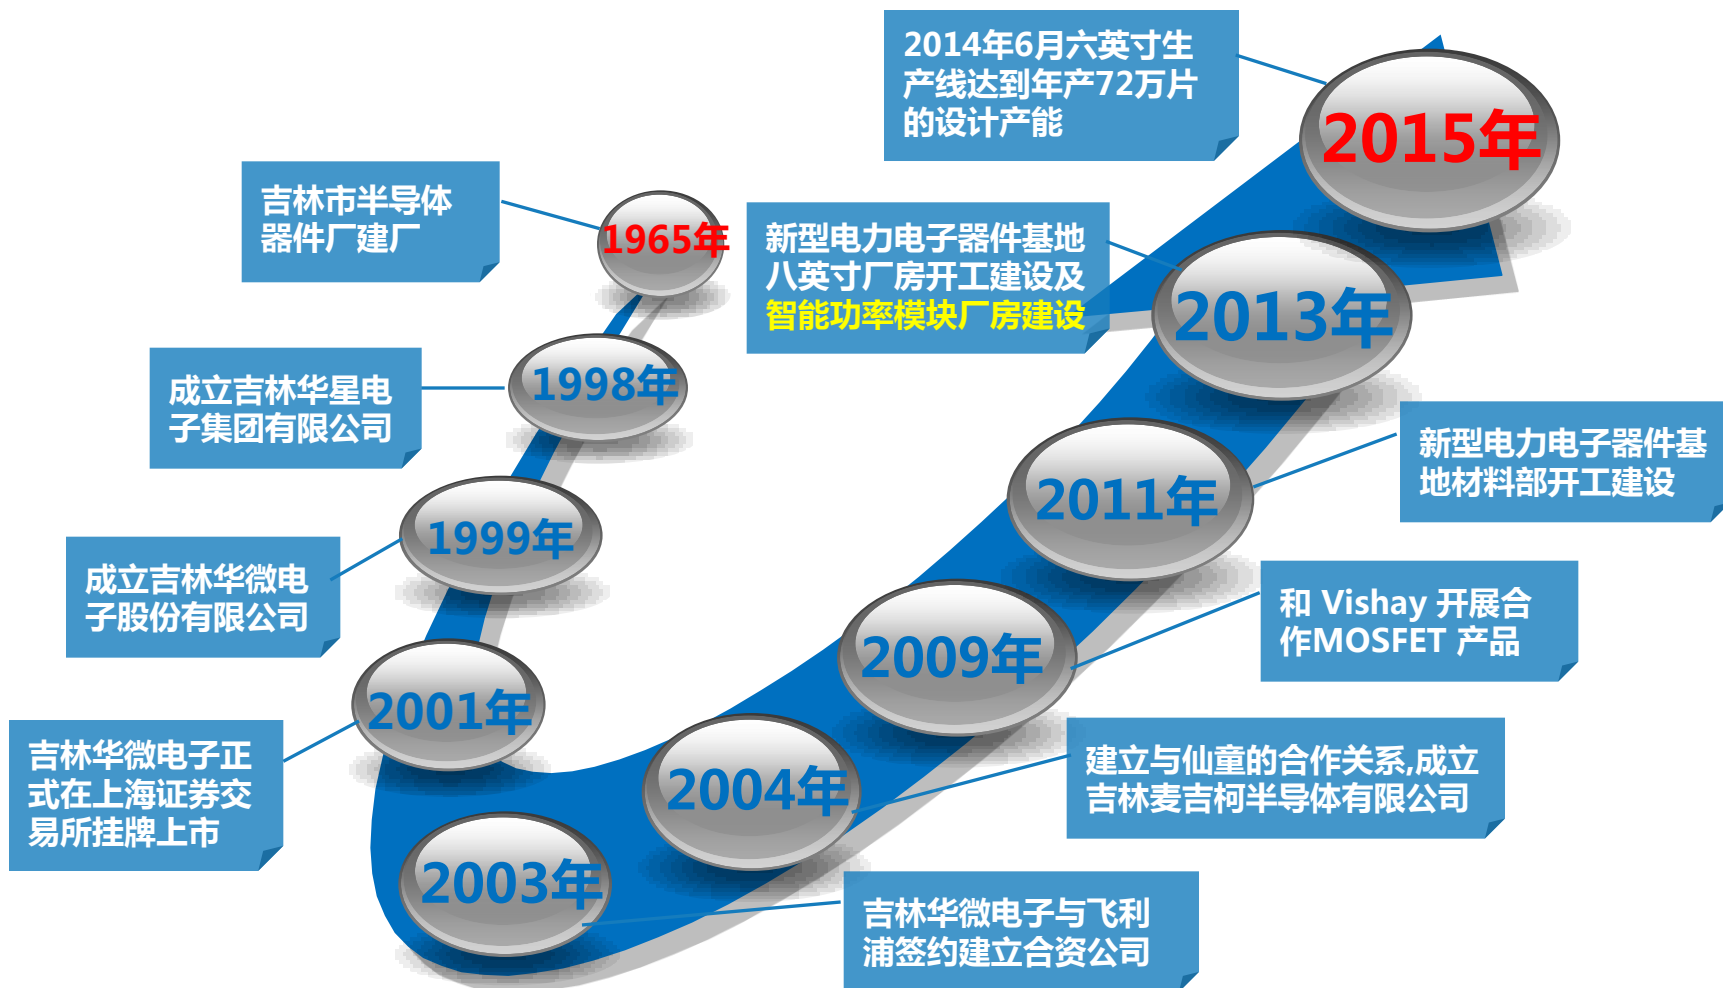 2014年6月六英寸生
产线达到年产72万片
的设计产能
2015年
吉林市半导体
器件厂建厂
1965年
新型电力电子器件基地
八英寸厂房开工建设及
智能功率模块厂房建设
2013年
成立吉林华星电
子集团有限公司
1998年
新型电力电子器件基
地材料部开工建设
2011年
成立吉林华微电
子股份有限公司
1999年
和 Vishay 开展合
作MOSFET 产品
2009年
吉林华微电子正
式在上海证券交
易所挂牌上市
2001年
建立与仙童的合作关系,成立
吉林麦吉柯半导体有限公司
2004年
2003年
吉林华微电子与飞利
浦签约建立合资公司